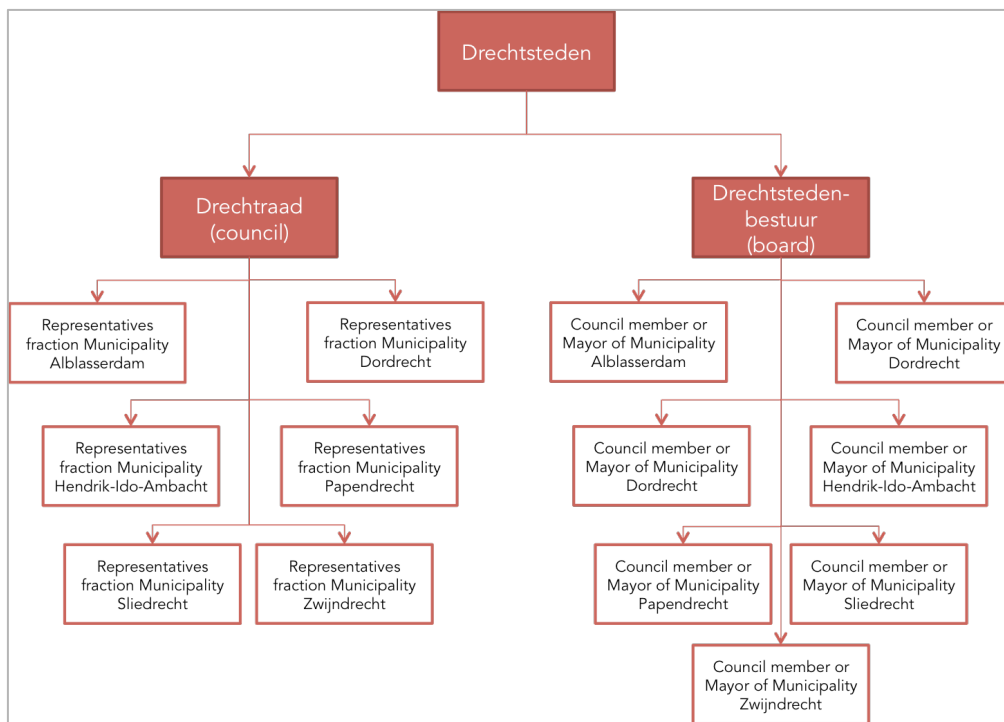 Drechtsteden
Drechtraad
(council)
Drechtsteden-
bestuur
(board)
Representatives
fraction Municipality
Alblasserdam
Representatives
fraction Municipality
Dordrecht
Council member or
Mayor of Municipality
Alblasserdam
Council member or
Mayor of Municipality
Dordrecht
Representatives
fraction Municipality
Hendrik-Ido-Ambacht
Representatives
fraction Municipality
Papendrecht
Council member or
Mayor of Municipality
Dordrecht
Council member or
Mayor of Municipality
Hendrik-Ido-Ambacht
Representatives
fraction Municipality
Sliedrecht
Representatives
fraction Municipality
Zwijndrecht
Council member or
Mayor of Municipality
Papendrecht
Council member or
Mayor of Municipality
Sliedrecht
Council member or
Mayor of Municipality
Zwijndrecht